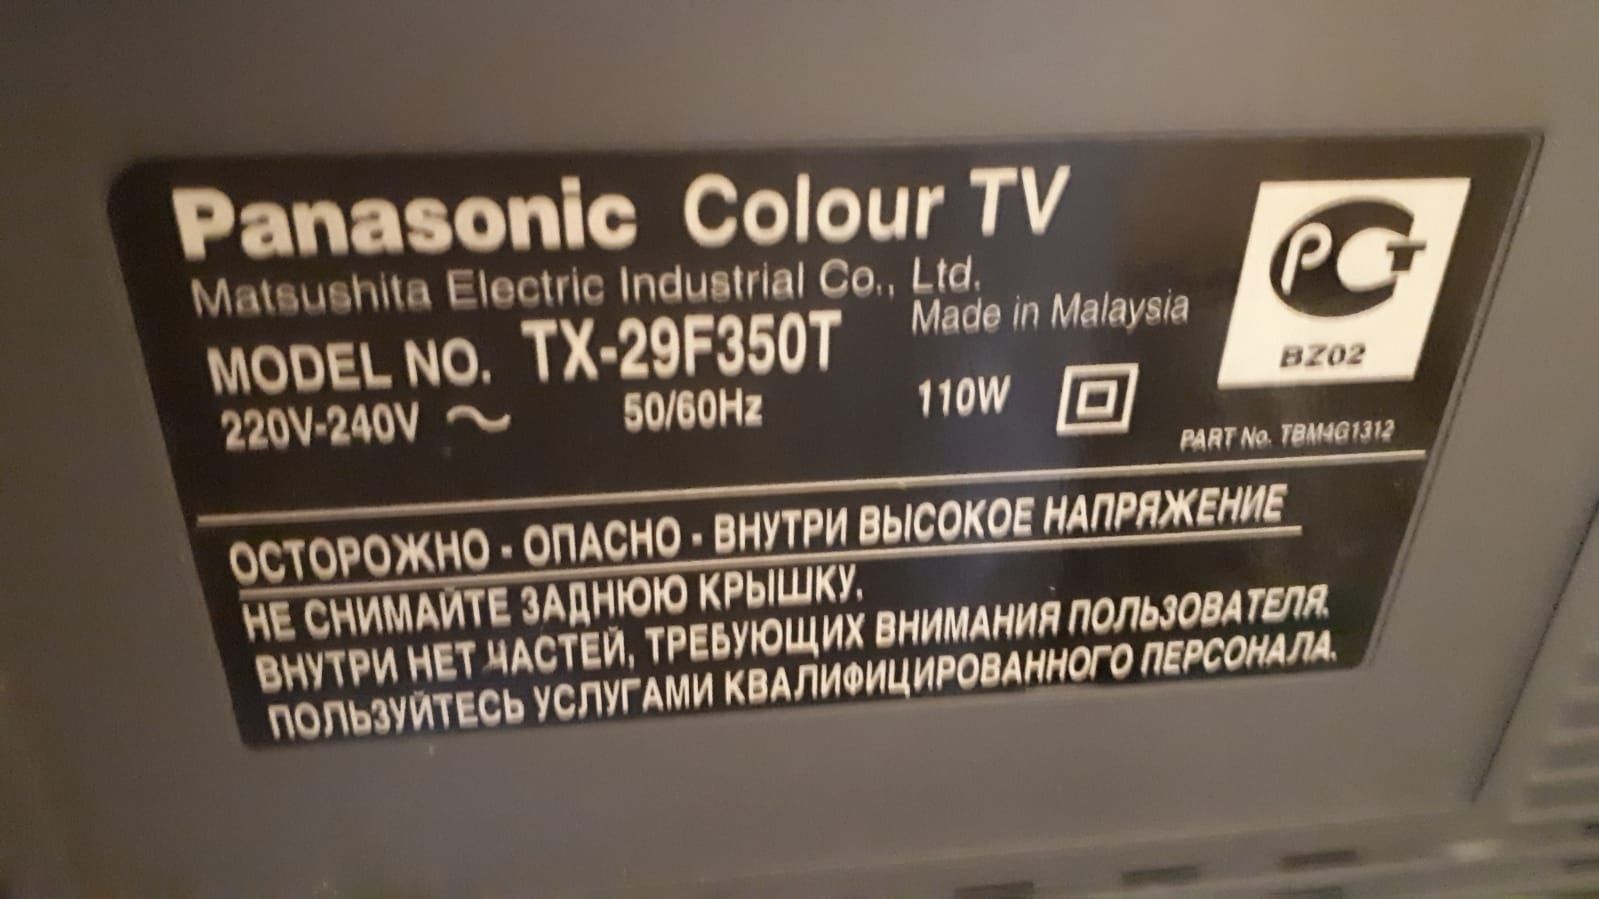 Panasonic Colour TV
Matsushita Electric Industrial Co., Ltd.
Made in Malaysia
MODEL NO. TX-29F350T
220V-240V ~ 50/60Hz 110W
РСТ
BZ02
PART No. TBM4G1312
ОСТОРОЖНО - ОПАСНО - ВНУТРИ ВЫСОКОЕ НАПРЯЖЕНИЕ
НЕ СНИМАЙТЕ ЗАДНЮЮ КРЫШКУ.
ВНУТРИ НЕТ ЧАСТЕЙ, ТРЕБУЮЩИХ ВНИМАНИЯ ПОЛЬЗОВАТЕЛЯ.
ПОЛЬЗУЙТЕСЬ УСЛУГАМИ КВАЛИФИЦИРОВАННОГО ПЕРСОНАЛА.